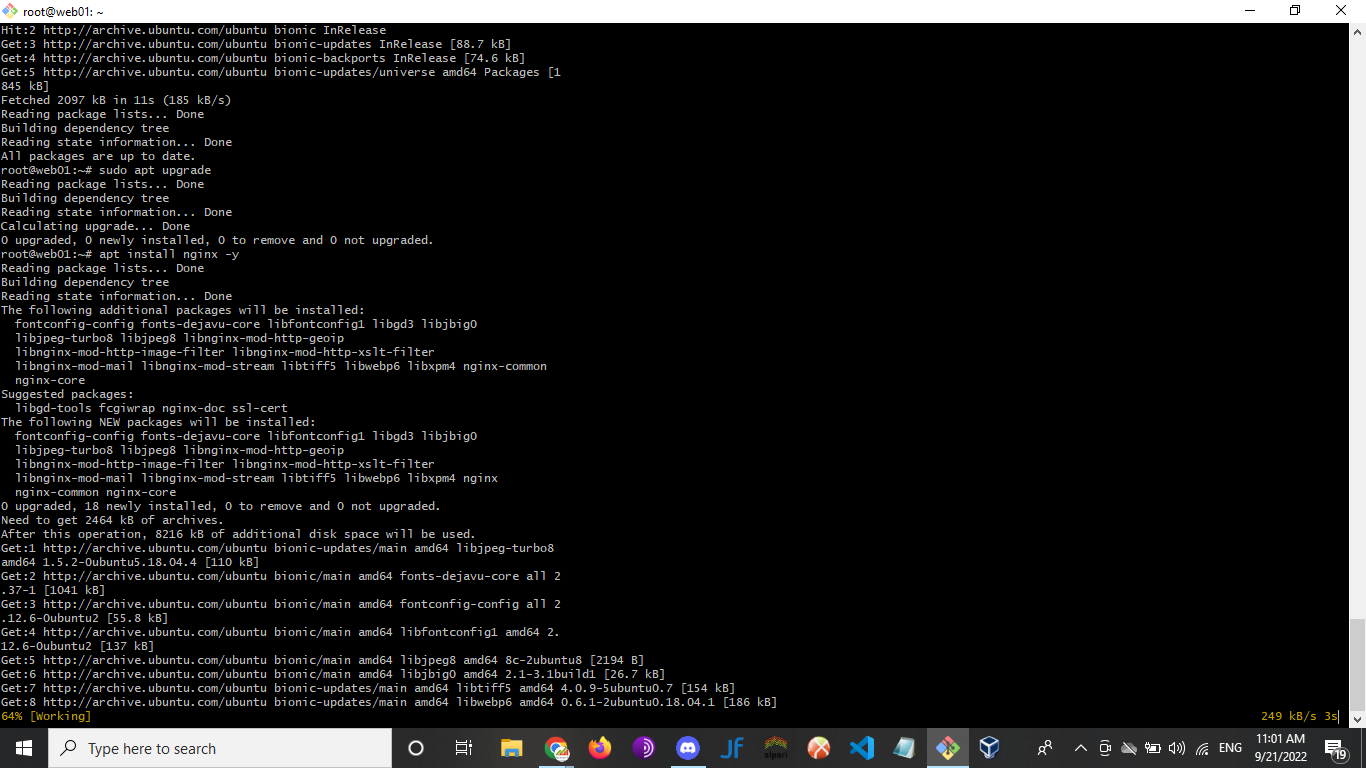 root@web01: ~
Hit:2 http://archive.ubuntu.com/ubuntu bionic InRelease
Get:3 http://archive.ubuntu.com/ubuntu bionic-updates InRelease [88.7 kB]
Get:4 http://archive.ubuntu.com/ubuntu bionic-backports InRelease [74.6 kB]
Get:5 http://archive.ubuntu.com/ubuntu bionic-updates/universe amd64 Packages [1
845 kB]
Fetched 2097 kB in 11s (185 kB/s)
Reading package lists... Done
Building dependency tree
Reading state information... Done
All packages are up to date.
root@web01:~# sudo apt upgrade
Reading package lists... Done
Building dependency tree
Reading state information... Done
Calculating upgrade... Done
0 upgraded, 0 newly installed, 0 to remove and 0 not upgraded.
root@web01:~# apt install nginx -y
Reading package lists... Done
Building dependency tree
Reading state information... Done
The following additional packages will be installed:
  fontconfig-config fonts-dejavu-core libfontconfig1 libgd3 libjbig0
  libjpeg-turbo8 libjpeg8 libnginx-mod-http-geoip
  libnginx-mod-http-image-filter libnginx-mod-http-xslt-filter
  libnginx-mod-mail libnginx-mod-stream libtiff5 libwebp6 libxpm4 nginx-common
  nginx-core
Suggested packages:
  libgd-tools fcgiwrap nginx-doc ssl-cert
The following NEW packages will be installed:
  fontconfig-config fonts-dejavu-core libfontconfig1 libgd3 libjbig0
  libjpeg-turbo8 libjpeg8 libnginx-mod-http-geoip
  libnginx-mod-http-image-filter libnginx-mod-http-xslt-filter
  libnginx-mod-mail libnginx-mod-stream libtiff5 libwebp6 libxpm4 nginx
  nginx-common nginx-core
0 upgraded, 18 newly installed, 0 to remove and 0 not upgraded.
Need to get 2464 kB of archives.
After this operation, 8216 kB of additional disk space will be used.
Get:1 http://archive.ubuntu.com/ubuntu bionic-updates/main amd64 libjpeg-turbo8
amd64 1.5.2-0ubuntu5.18.04.4 [110 kB]
Get:2 http://archive.ubuntu.com/ubuntu bionic/main amd64 fonts-dejavu-core all 2
.37-1 [1041 kB]
Get:3 http://archive.ubuntu.com/ubuntu bionic/main amd64 fontconfig-config all 2
.12.6-0ubuntu2 [55.8 kB]
Get:4 http://archive.ubuntu.com/ubuntu bionic/main amd64 libfontconfig1 amd64 2.
12.6-0ubuntu2 [137 kB]
Get:5 http://archive.ubuntu.com/ubuntu bionic/main amd64 libjpeg8 amd64 8c-2ubuntu8 [2194 B]
Get:6 http://archive.ubuntu.com/ubuntu bionic/main amd64 libjbig0 amd64 2.1-3.1build1 [26.7 kB]
Get:7 http://archive.ubuntu.com/ubuntu bionic-updates/main amd64 libtiff5 amd64 4.0.9-5ubuntu0.7 [154 kB]
Get:8 http://archive.ubuntu.com/ubuntu bionic-updates/main amd64 libwebp6 amd64 0.6.1-2ubuntu0.18.04.1 [186 kB]
64% [Working] 249 kB/s 3s
Type here to search
JF
alpari
ENG
11:01 AM
9/21/2022
19